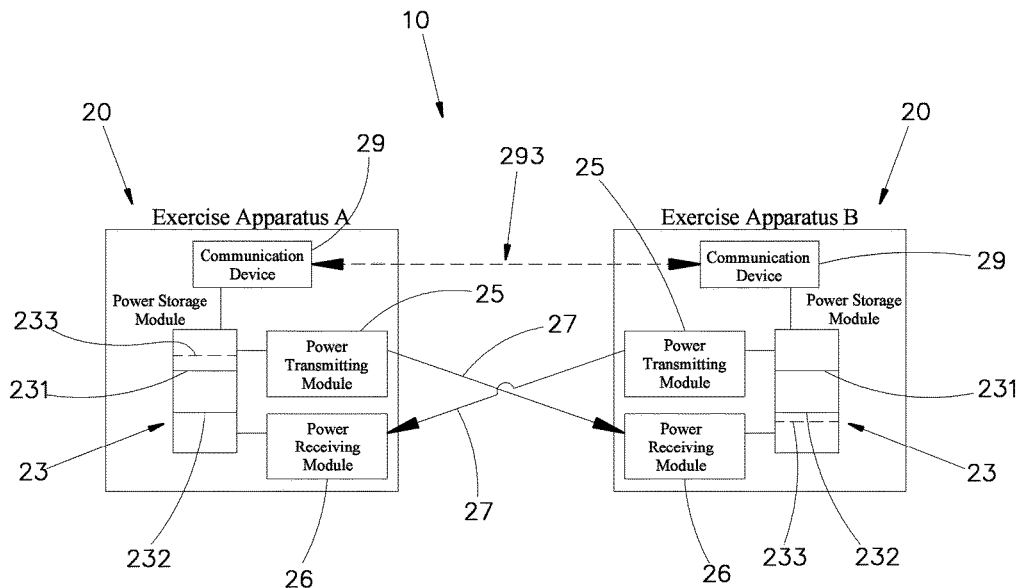 10
20
20
29
293
25
Exercise Apparatus A
Exercise Apparatus B
Communication
Device
Communication
Device
29
Power Storage
Module
25
Power Storage
Module
233
27
Power
Transmitting
Module
Power
Transmitting
Module
231
231
Power
Receiving
Module
Power
Receiving
Module
23
27
23
232
26
26
233
232